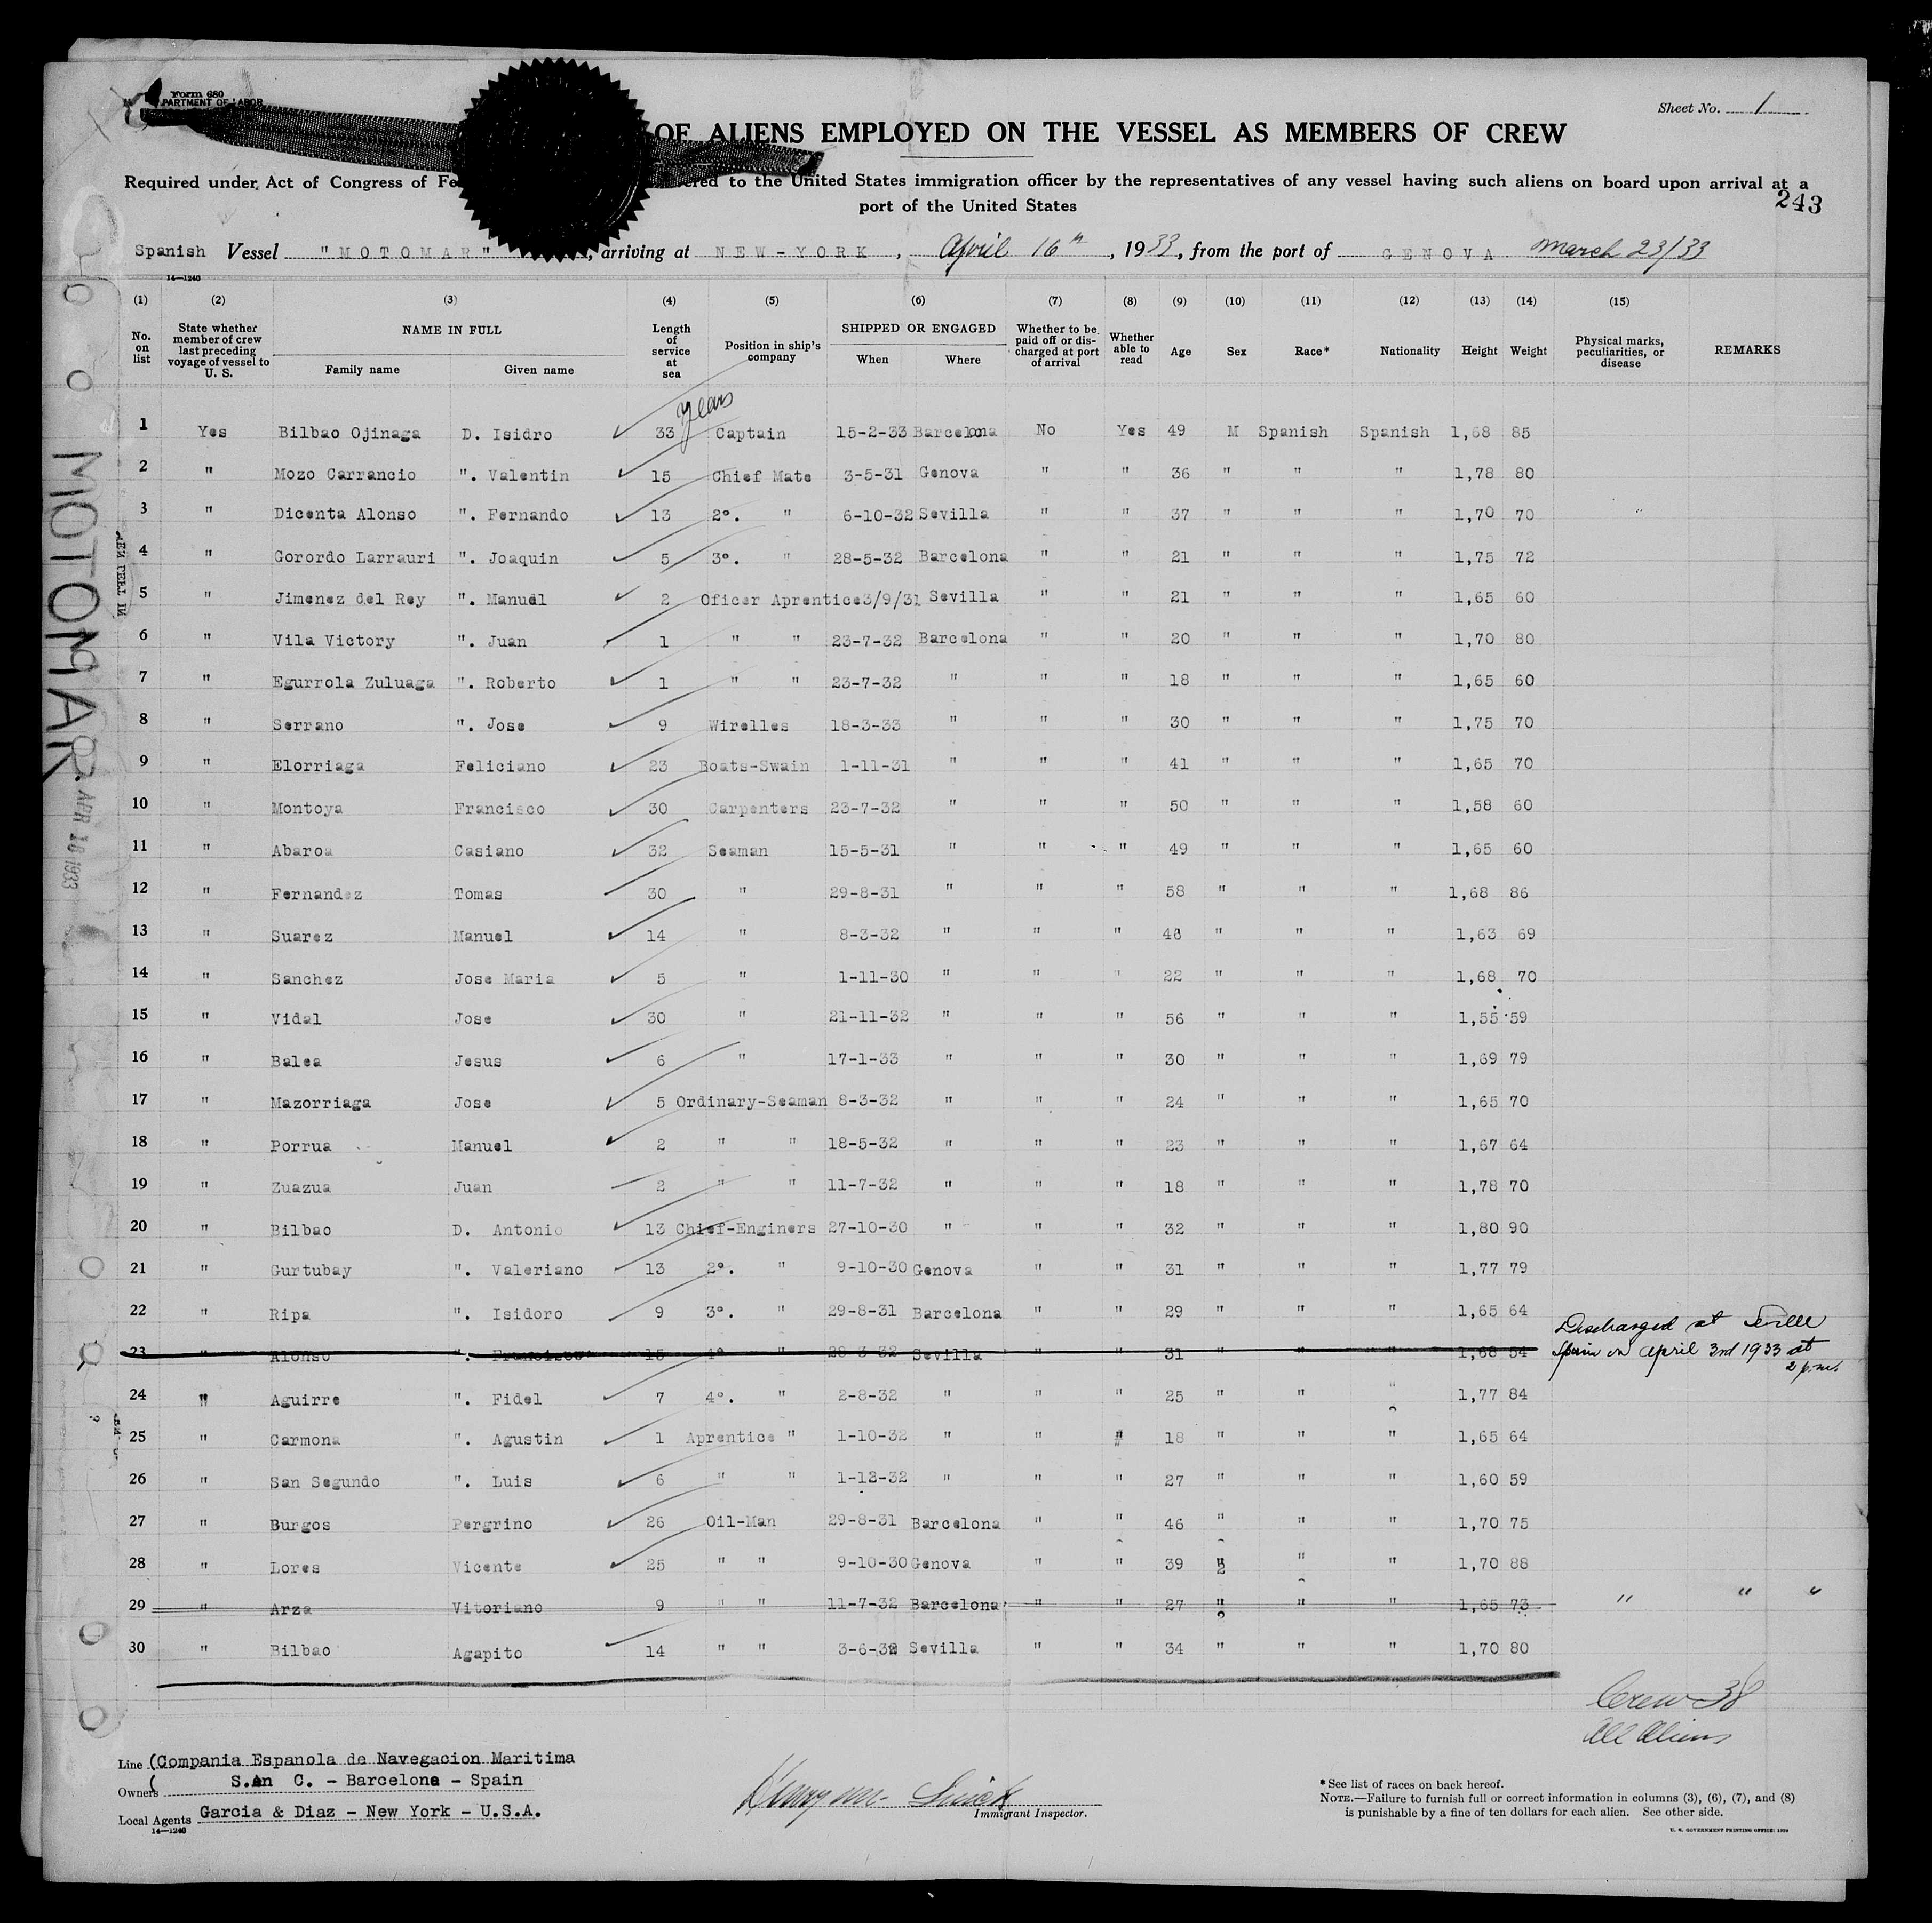 Form 680
PARTMENT OF LABOR
Sheet No. 1
OF ALIENS EMPLOYED ON THE VESSEL AS MEMBERS OF CREW
Required under Act of Congress of Fe ered to the United States immigration officer by the representatives of any vessel having such aliens on board upon arrival at a
port of the United States
243
Spanish Vessel "MOTOMAR", arriving at NEW-YORK, April 16th, 1933, from the port of GENOVA March 23/33
14—1240
(1) (2) (3) (4) (5) (6) (7) (8) (9) (10) (11) (12) (13) (14) (15)
No. on list State whether member of crew last preceding voyage of vessel to U. S. NAME IN FULL Family name Given name Length of service at sea Position in ship's company SHIPPED OR ENGAGED When Where Whether to be paid off or discharged at port of arrival Whether able to read Age Sex Race* Nationality Height Weight Physical marks, peculiarities, or disease REMARKS
years
1 Yes Bilbao Ojinaga D. Isidro 33 Captain 15-2-33 Barcelona No Yes 49 M Spanish Spanish 1,68 85
2 " Mozo Carrancio ". Valentin 15 Chief Mate 3-5-31 Genova " " 36 " " " 1,78 80
3 " Dicenta Alonso ". Fernando 13 2º. " 6-10-32 Sevilla " " 37 " " " 1,70 70
4 " Gorordo Larrauri ". Joaquin 5 3º. " 28-5-32 Barcelona " " 21 " " " 1,75 72
5 " Jimenez del Rey ". Manuel 2 Oficer Aprentice 3/9/31 Sevilla " " 21 " " " 1,65 60
6 " Vila Victory ". Juan 1 " " 23-7-32 Barcelona " " 20 " " " 1,70 80
7 " Egurrola Zuluaga ". Roberto 1 " " 23-7-32 " " " 18 " " " 1,65 60
8 " Serrano ". Jose 9 Wirelles 18-3-33 " " " 30 " " " 1,75 70
9 " Elorriaga Feliciano 23 Boats-Swain 1-11-31 " " " 41 " " " 1,65 70
10 " Montoya Francisco 30 Carpenters 23-7-32 " " " 50 " " " 1,58 60
11 " Abaroa Casiano 32 Seaman 15-5-31 " " " 49 " " " 1,65 60
12 " Fernandez Tomas 30 " 29-8-31 " " " 58 " " " 1,68 86
13 " Suarez Manuel 14 " 8-3-32 " " " 48 " " " 1,63 69
14 " Sanchez Jose Maria 5 " 1-11-30 " " " 22 " " " 1,68 70
15 " Vidal Jose 30 " 21-11-32 " " " 56 " " " 1,55 59
16 " Balea Jesus 6 " 17-1-33 " " " 30 " " " 1,69 79
17 " Mazorriaga Jose 5 Ordinary-Seaman 8-3-32 " " " 24 " " " 1,65 70
18 " Porrua Manuel 2 " " 18-5-32 " " " 23 " " " 1,67 64
19 " Zuazua Juan 2 " " 11-7-32 " " " 18 " " " 1,78 70
20 " Bilbao D. Antonio 13 Chief-Enginers 27-10-30 " " " 32 " " " 1,80 90
21 " Gurtubay ". Valeriano 13 2º. " 9-10-30 Genova " " 31 " " " 1,77 79
22 " Ripa ". Isidoro 9 3º. " 29-8-31 Barcelona " " 29 " " " 1,65 64
23 " Alonso ". Francisco 15 4º " 28-3-32 Sevilla " " 31 " " " 1,68 54 Discharged at Seville
Spain on april 3rd 1933 at
2 p.m.
24 " Aguirre ". Fidel 7 4º. " 2-8-32 " " " 25 " " " 1,77 84
25 " Carmona ". Agustin 1 Aprentice " 1-10-32 " " " 18 " " " 1,65 64
26 " San Segundo ". Luis 6 " " 1-12-32 " " " 27 " " " 1,60 59
27 " Burgos Pergrino 26 Oil-Man 29-8-31 Barcelona " " 46 " " " 1,70 75
28 " Lores Vicente 25 " " 9-10-30 Genova " " 39 " " " 1,70 88
29 " Arza Vitoriano 9 " " 11-7-32 Barcelona " " 27 " " " 1,65 73 " " "
30 " Bilbao Agapito 14 " " 3-6-32 Sevilla " " 34 " " " 1,70 80
Crew 38
All Aliens
Line (Compania Espanola de Navegacion Maritima
Owners ( S.An C. - Barcelona - Spain
Local Agents Garcia & Diaz - New York - U.S.A.
14—1240
Henry
Immigrant Inspector.
*See list of races on back hereof.
NOTE.—Failure to furnish full or correct information in columns (3), (6), (7), and (8)
is punishable by a fine of ten dollars for each alien. See other side.
U. S. GOVERNMENT PRINTING OFFICE: 1929
MOTOMAR
APR 16 1933